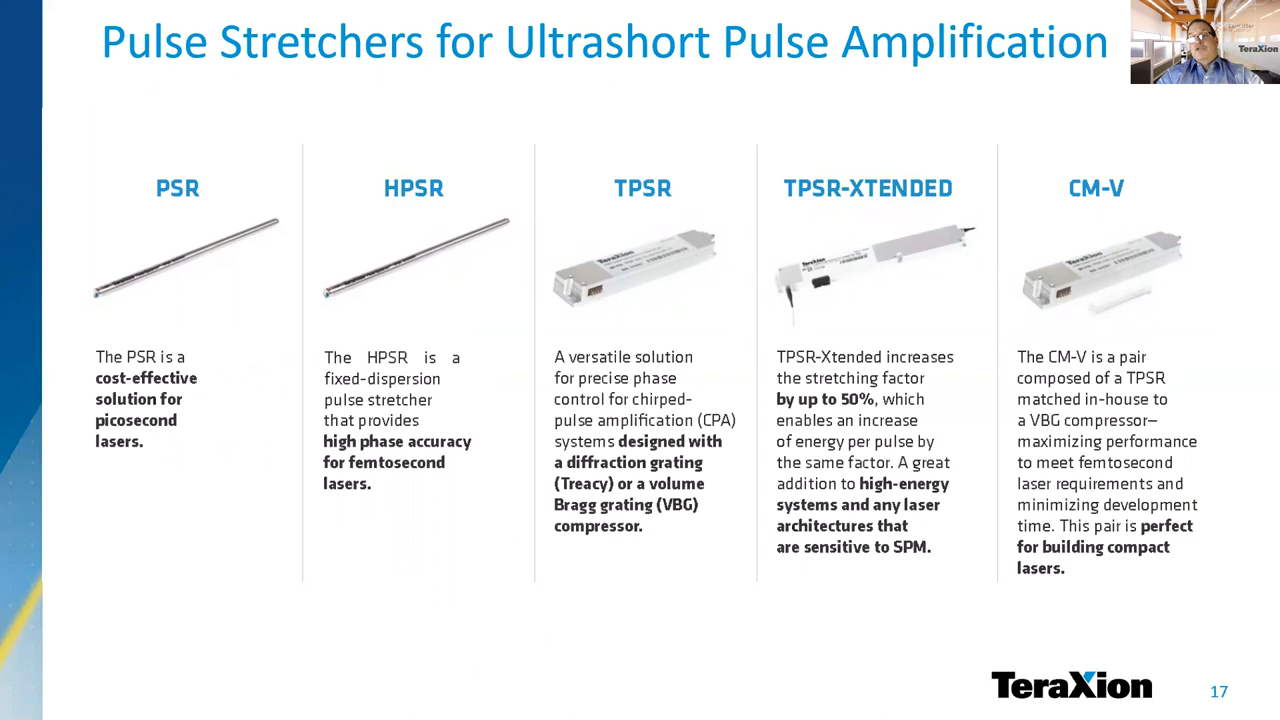 Pulse Stretchers for Ultrashort Pulse Amplification
TeraXion
PSR
The PSR is a
cost-effective
solution for
picosecond
lasers.
HPSR
The HPSR is a
fixed-dispersion
pulse stretcher
that provides
high phase accuracy
for femtosecond
lasers.
TPSR
TeraXion
A versatile solution
for precise phase
control for chirped-
pulse amplification (CPA)
systems designed with
a diffraction grating
(Treacy) or a volume
Bragg grating (VBG)
compressor.
TPSR-XTENDED
TeraXion
TPSR-Xtended increases
the stretching factor
by up to 50%, which
enables an increase
of energy per pulse by
the same factor. A great
addition to high-energy
systems and any laser
architectures that
are sensitive to SPM.
CM-V
TeraXion
The CM-V is a pair
composed of a TPSR
matched in-house to
a VBG compressor—
maximizing performance
to meet femtosecond
laser requirements and
minimizing development
time. This pair is perfect
for building compact
lasers.
TeraXion
17